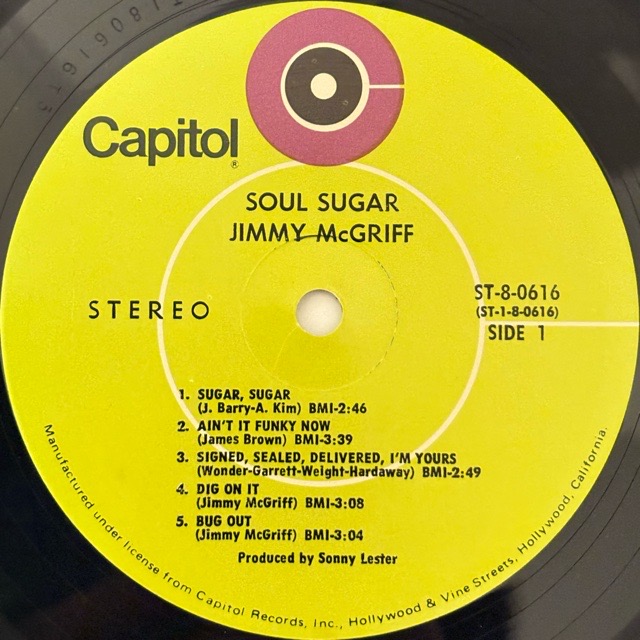 Capitol®
SOUL SUGAR
JIMMY McGRIFF
STEREO
ST-8-0616
(ST-1-8-0616)
SIDE 1
1. SUGAR, SUGAR
(J. Barry-A. Kim) BMI-2:46
2. AIN'T IT FUNKY NOW
(James Brown) BMI-3:39
3. SIGNED, SEALED, DELIVERED, I'M YOURS
(Wonder-Garrett-Weight-Hardaway) BMI-2:49
4. DIG ON IT
(Jimmy McGriff) BMI-3:08
5. BUG OUT
(Jimmy McGriff) BMI-3:04
Produced by Sonny Lester
Manufactured under license from Capitol Records, Inc., Hollywood & Vine Streets, Hollywood, California.